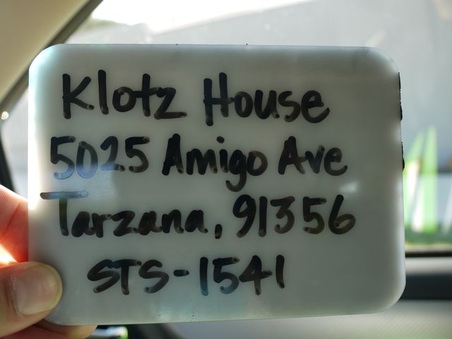 Klotz House
5025 Amigo Ave
Tarzana, 91356
STS-1541